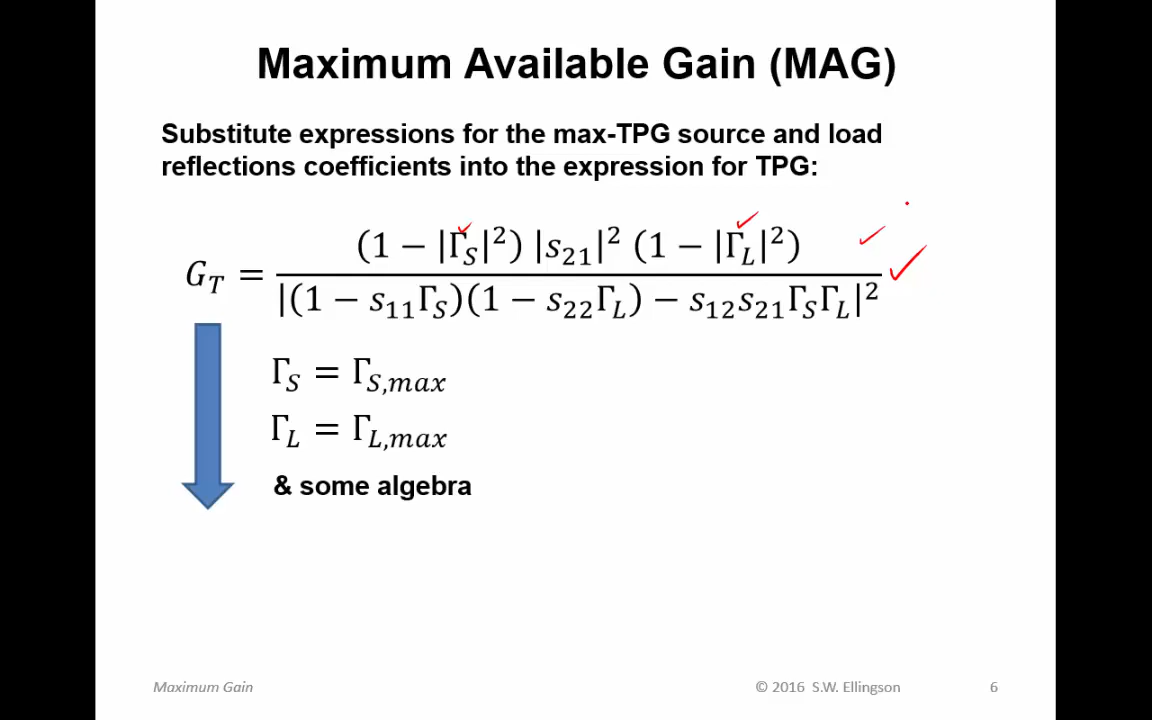 Maximum Available Gain (MAG)
Substitute expressions for the max-TPG source and load
reflections coefficients into the expression for TPG:
G_T = (1 − |Γ_S|²) |s₂₁|² (1 − |Γ_L|²) / |(1 − s₁₁Γ_S)(1 − s₂₂Γ_L) − s₁₂s₂₁Γ_SΓ_L|²
Γ_S = Γ_S,max
Γ_L = Γ_L,max
& some algebra
Maximum Gain © 2016 S.W. Ellingson 6